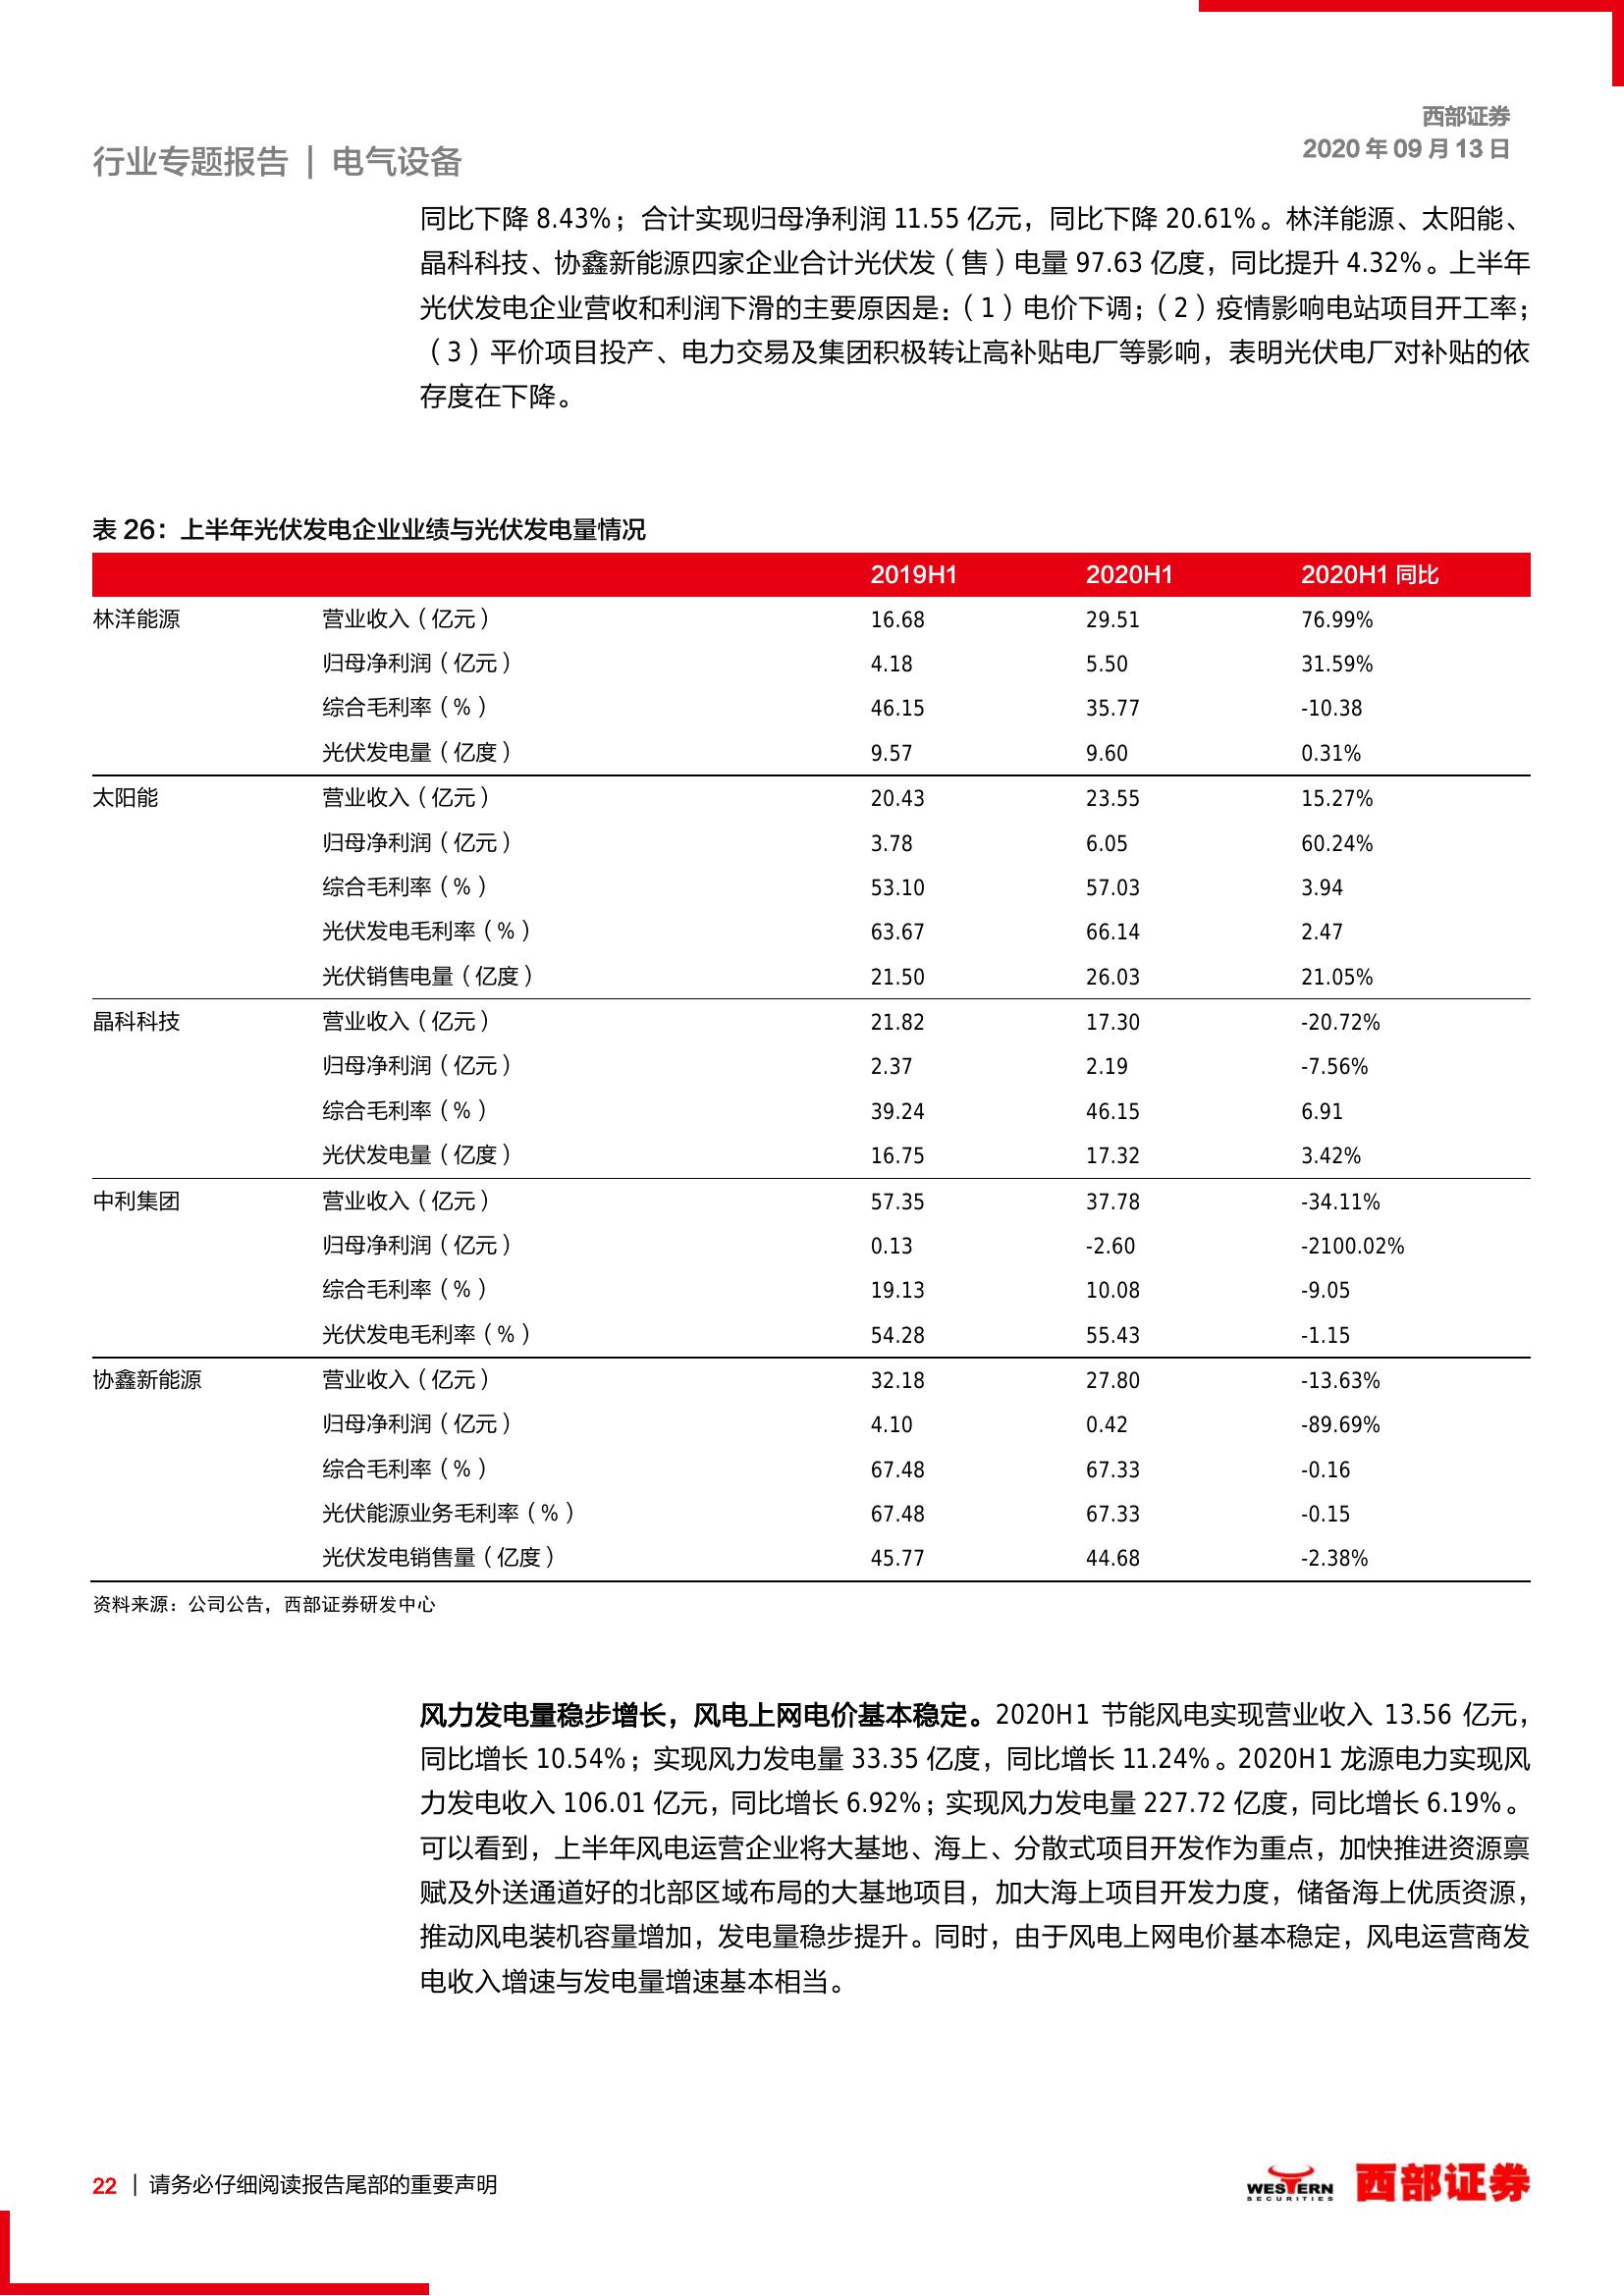 西部证券
2020 年 09 月 13 日
行业专题报告 | 电气设备
同比下降 8.43%；合计实现归母净利润 11.55 亿元，同比下降 20.61%。林洋能源、太阳能、
晶科科技、协鑫新能源四家企业合计光伏发（售）电量 97.63 亿度，同比提升 4.32%。上半年
光伏发电企业营收和利润下滑的主要原因是：（1）电价下调；（2）疫情影响电站项目开工率；
（3）平价项目投产、电力交易及集团积极转让高补贴电厂等影响，表明光伏电厂对补贴的依
存度在下降。
表 26：上半年光伏发电企业业绩与光伏发电量情况
2019H1 2020H1 2020H1 同比
林洋能源 营业收入（亿元） 16.68 29.51 76.99%
归母净利润（亿元） 4.18 5.50 31.59%
综合毛利率（%） 46.15 35.77 -10.38
光伏发电量（亿度） 9.57 9.60 0.31%
太阳能 营业收入（亿元） 20.43 23.55 15.27%
归母净利润（亿元） 3.78 6.05 60.24%
综合毛利率（%） 53.10 57.03 3.94
光伏发电毛利率（%） 63.67 66.14 2.47
光伏销售电量（亿度） 21.50 26.03 21.05%
晶科科技 营业收入（亿元） 21.82 17.30 -20.72%
归母净利润（亿元） 2.37 2.19 -7.56%
综合毛利率（%） 39.24 46.15 6.91
光伏发电量（亿度） 16.75 17.32 3.42%
中利集团 营业收入（亿元） 57.35 37.78 -34.11%
归母净利润（亿元） 0.13 -2.60 -2100.02%
综合毛利率（%） 19.13 10.08 -9.05
光伏发电毛利率（%） 54.28 55.43 -1.15
协鑫新能源 营业收入（亿元） 32.18 27.80 -13.63%
归母净利润（亿元） 4.10 0.42 -89.69%
综合毛利率（%） 67.48 67.33 -0.16
光伏能源业务毛利率（%） 67.48 67.33 -0.15
光伏发电销售量（亿度） 45.77 44.68 -2.38%
资料来源：公司公告，西部证券研发中心
风力发电量稳步增长，风电上网电价基本稳定。2020H1 节能风电实现营业收入 13.56 亿元，
同比增长 10.54%；实现风力发电量 33.35 亿度，同比增长 11.24%。2020H1 龙源电力实现风
力发电收入 106.01 亿元，同比增长 6.92%；实现风力发电量 227.72 亿度，同比增长 6.19%。
可以看到，上半年风电运营企业将大基地、海上、分散式项目开发作为重点，加快推进资源禀
赋及外送通道好的北部区域布局的大基地项目，加大海上项目开发力度，储备海上优质资源，
推动风电装机容量增加，发电量稳步提升。同时，由于风电上网电价基本稳定，风电运营商发
电收入增速与发电量增速基本相当。
22 | 请务必仔细阅读报告尾部的重要声明
WESTERN
SECURITIES
西部证券